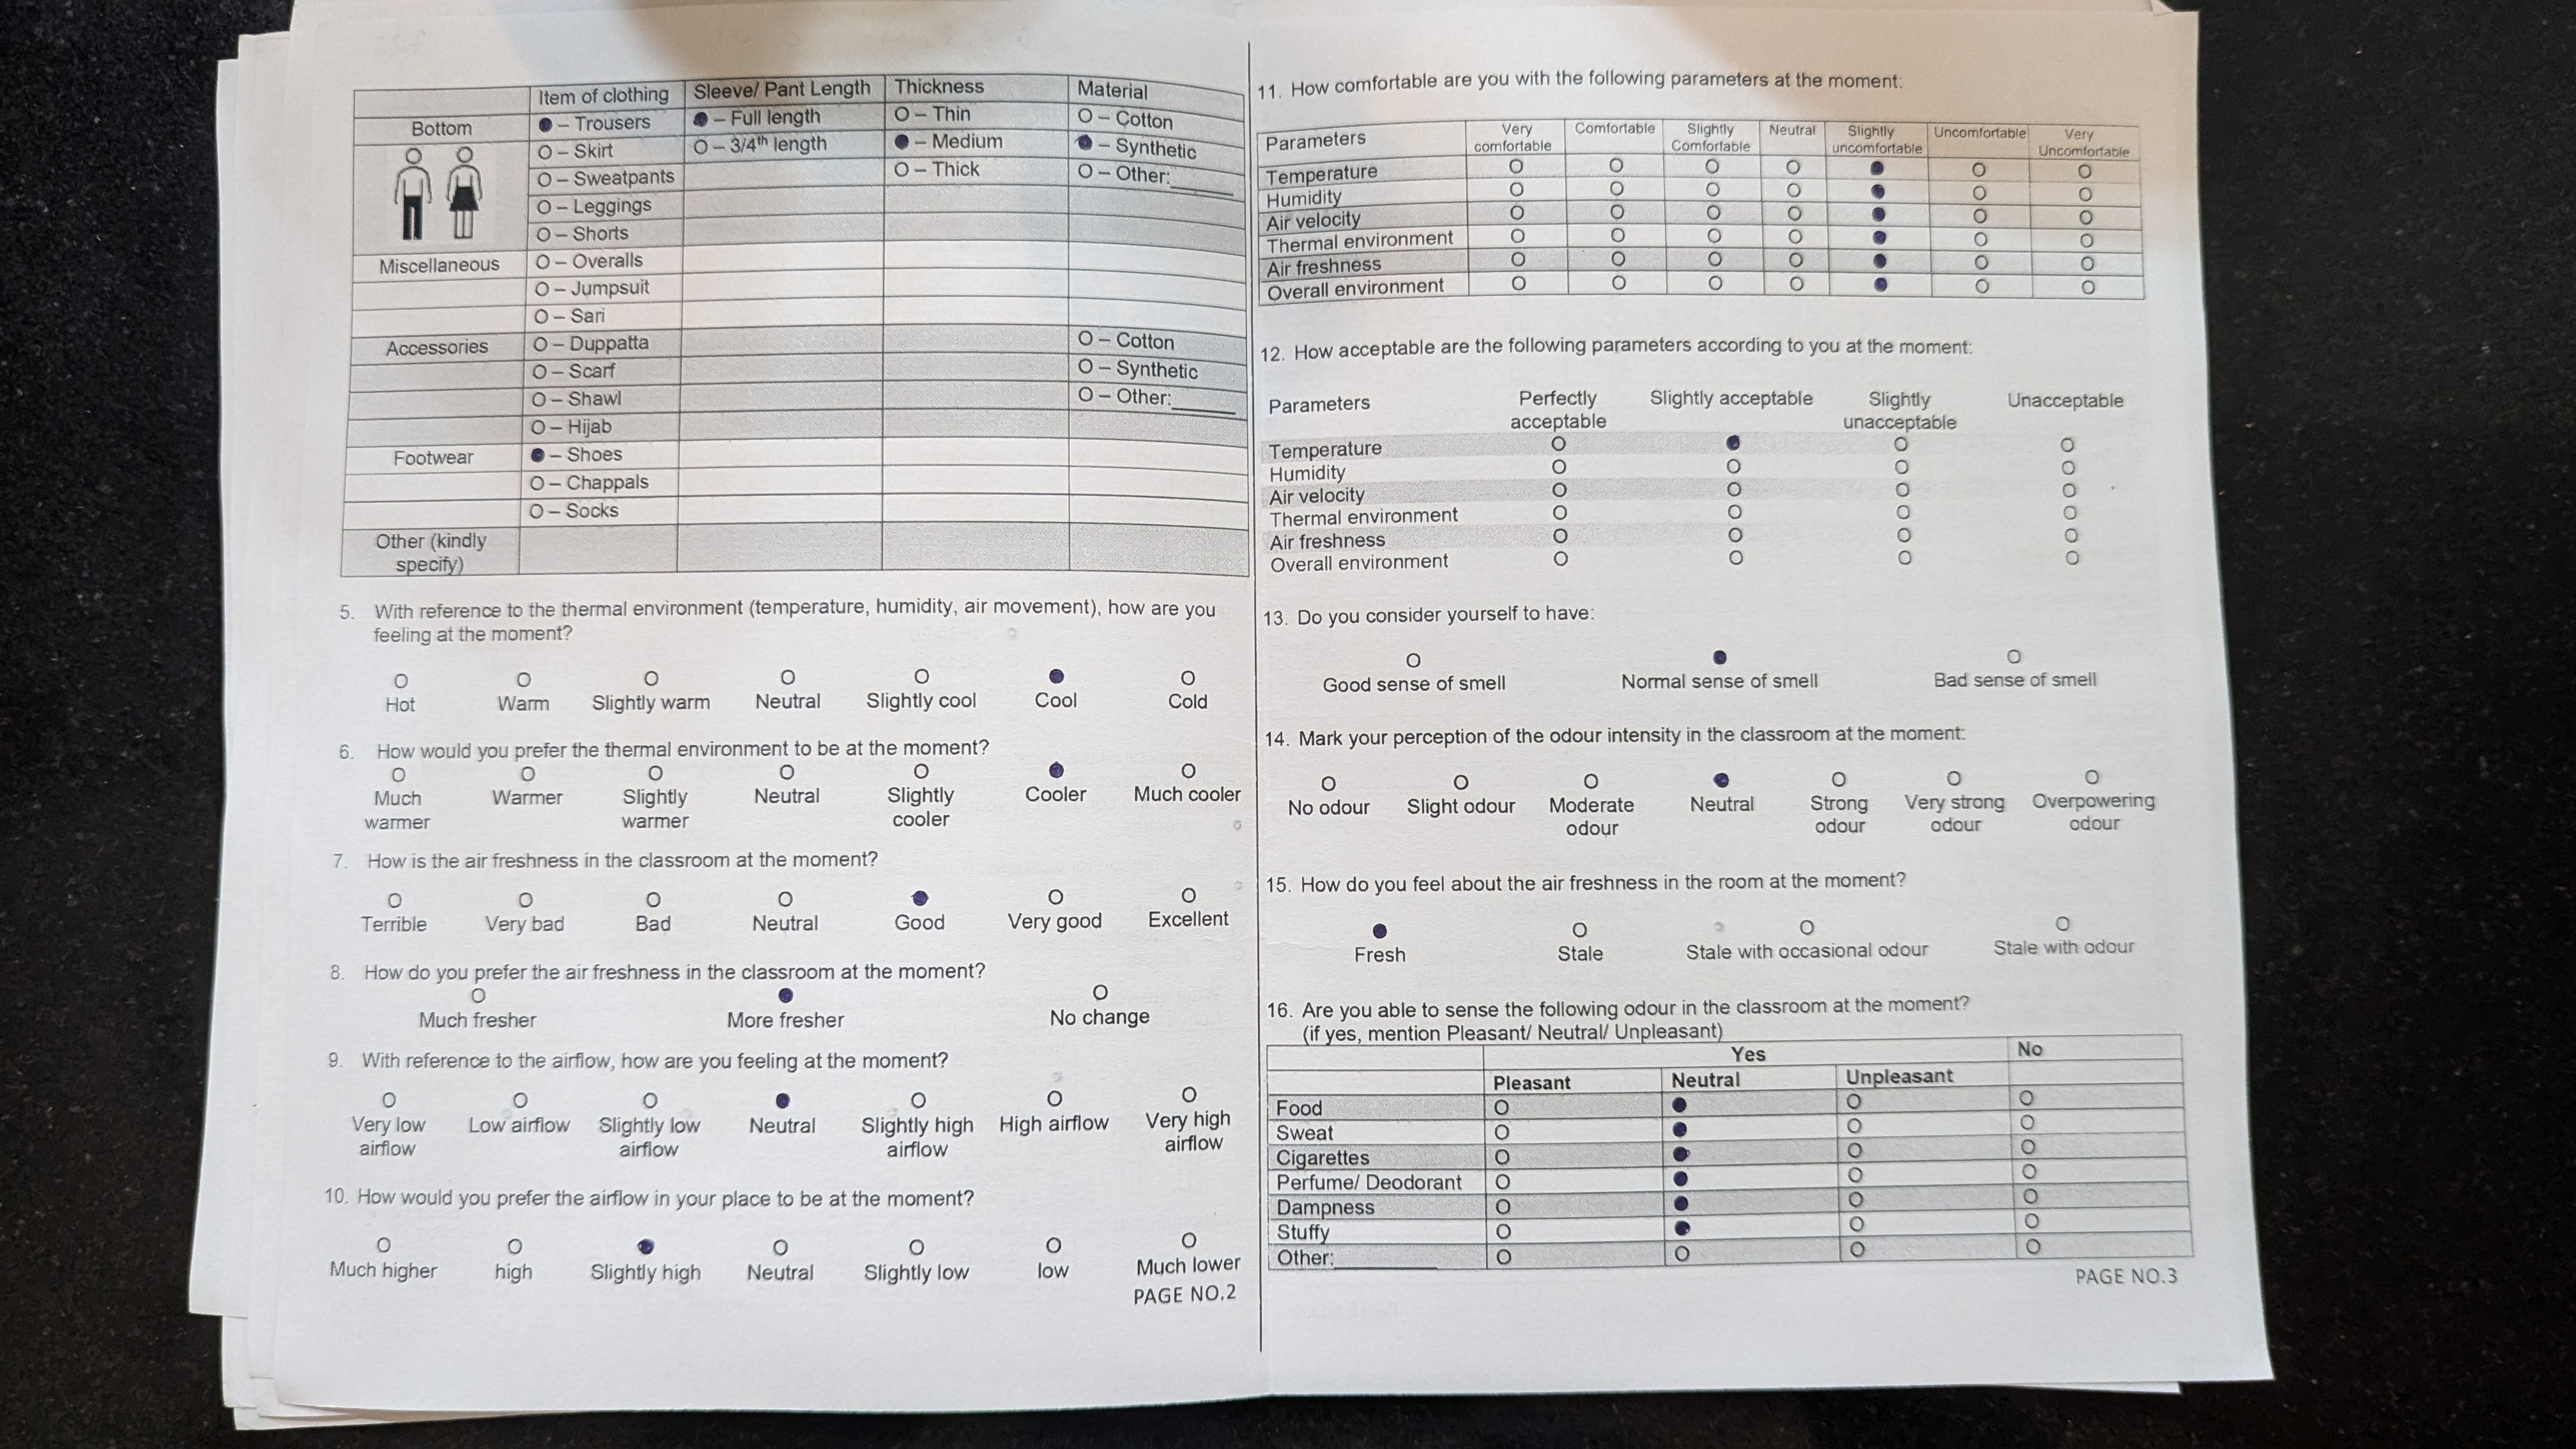 Item of clothing Sleeve/ Pant Length Thickness Material
Bottom ● – Trousers ● – Full length O – Thin O – Cotton
O – Skirt O – 3/4th length ● – Medium ● – Synthetic
O – Sweatpants O – Thick O – Other:______
O – Leggings
O – Shorts
Miscellaneous O – Overalls
O – Jumpsuit
O – Sari
Accessories O – Duppatta O – Cotton
O – Scarf O – Synthetic
O – Shawl O – Other:______
O – Hijab
Footwear ● – Shoes
O – Chappals
O – Socks
Other (kindly
specify)
5. With reference to the thermal environment (temperature, humidity, air movement), how are you
feeling at the moment?
O O O O O ● O
Hot Warm Slightly warm Neutral Slightly cool Cool Cold
6. How would you prefer the thermal environment to be at the moment?
O O O O O ● O
Much Warmer Slightly Neutral Slightly Cooler Much cooler
warmer warmer cooler
7. How is the air freshness in the classroom at the moment?
O O O O ● O O
Terrible Very bad Bad Neutral Good Very good Excellent
8. How do you prefer the air freshness in the classroom at the moment?
O ● O
Much fresher More fresher No change
9. With reference to the airflow, how are you feeling at the moment?
O O O ● O O O
Very low Low airflow Slightly low Neutral Slightly high High airflow Very high
airflow airflow airflow airflow
10. How would you prefer the airflow in your place to be at the moment?
O O ● O O O O
Much higher high Slightly high Neutral Slightly low low Much lower
PAGE NO.2
11. How comfortable are you with the following parameters at the moment:
Parameters Very Comfortable Slightly Neutral Slightly Uncomfortable Very
comfortable Comfortable uncomfortable Uncomfortable
Temperature O O O O ● O O
Humidity O O O O ● O O
Air velocity O O O O ● O O
Thermal environment O O O O ● O O
Air freshness O O O O ● O O
Overall environment O O O O ● O O
12. How acceptable are the following parameters according to you at the moment:
Parameters Perfectly Slightly acceptable Slightly Unacceptable
acceptable unacceptable
Temperature O ● O O
Humidity O O O O
Air velocity O O O O
Thermal environment O O O O
Air freshness O O O O
Overall environment O O O O
13. Do you consider yourself to have:
O ● O
Good sense of smell Normal sense of smell Bad sense of smell
14. Mark your perception of the odour intensity in the classroom at the moment:
O O O ● O O O
No odour Slight odour Moderate Neutral Strong Very strong Overpowering
odour odour odour odour
15. How do you feel about the air freshness in the room at the moment?
● O O O
Fresh Stale Stale with occasional odour Stale with odour
16. Are you able to sense the following odour in the classroom at the moment?
(if yes, mention Pleasant/ Neutral/ Unpleasant)
Yes No
Pleasant Neutral Unpleasant
Food O ● O O
Sweat O ● O O
Cigarettes O ● O O
Perfume/ Deodorant O ● O O
Dampness O ● O O
Stuffy O ● O O
Other:__________ O O O O
PAGE NO.3